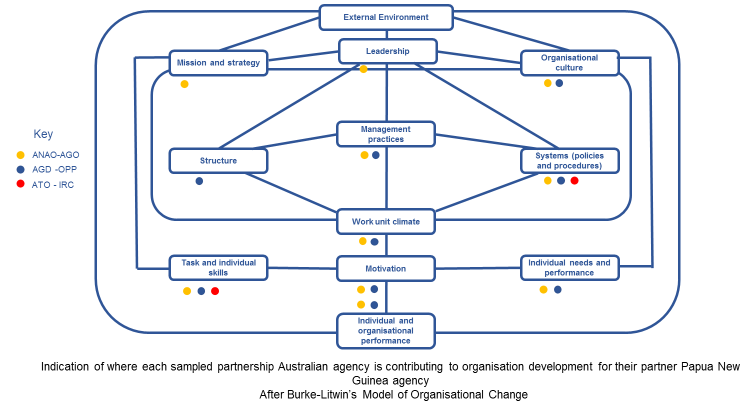 External Environment
Leadership
Mission and strategy
Organisational
culture
Key
ANAO-AGO
AGD -OPP
ATO - IRC
Management
practices
Structure
Systems (policies
and procedures)
Work unit climate
Task and individual
skills
Motivation
Individual needs and
performance
Individual and
organisational
performance
Indication of where each sampled partnership Australian agency is contributing to organisation development for their partner Papua New
Guinea agency
After Burke-Litwin's Model of Organisational Change